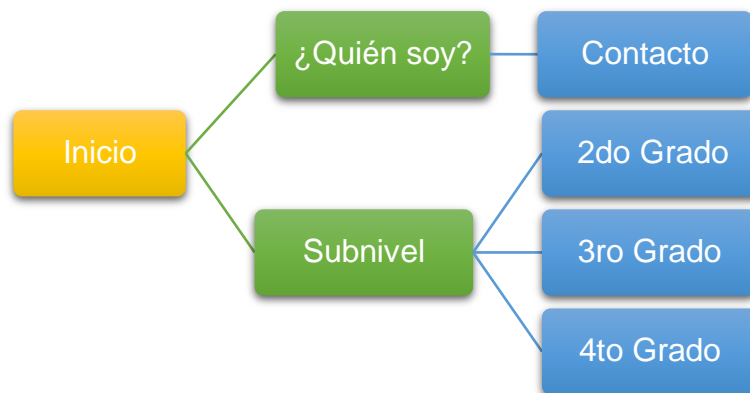 Inicio
¿Quién soy?
Contacto
Subnivel
2do Grado
3ro Grado
4to Grado